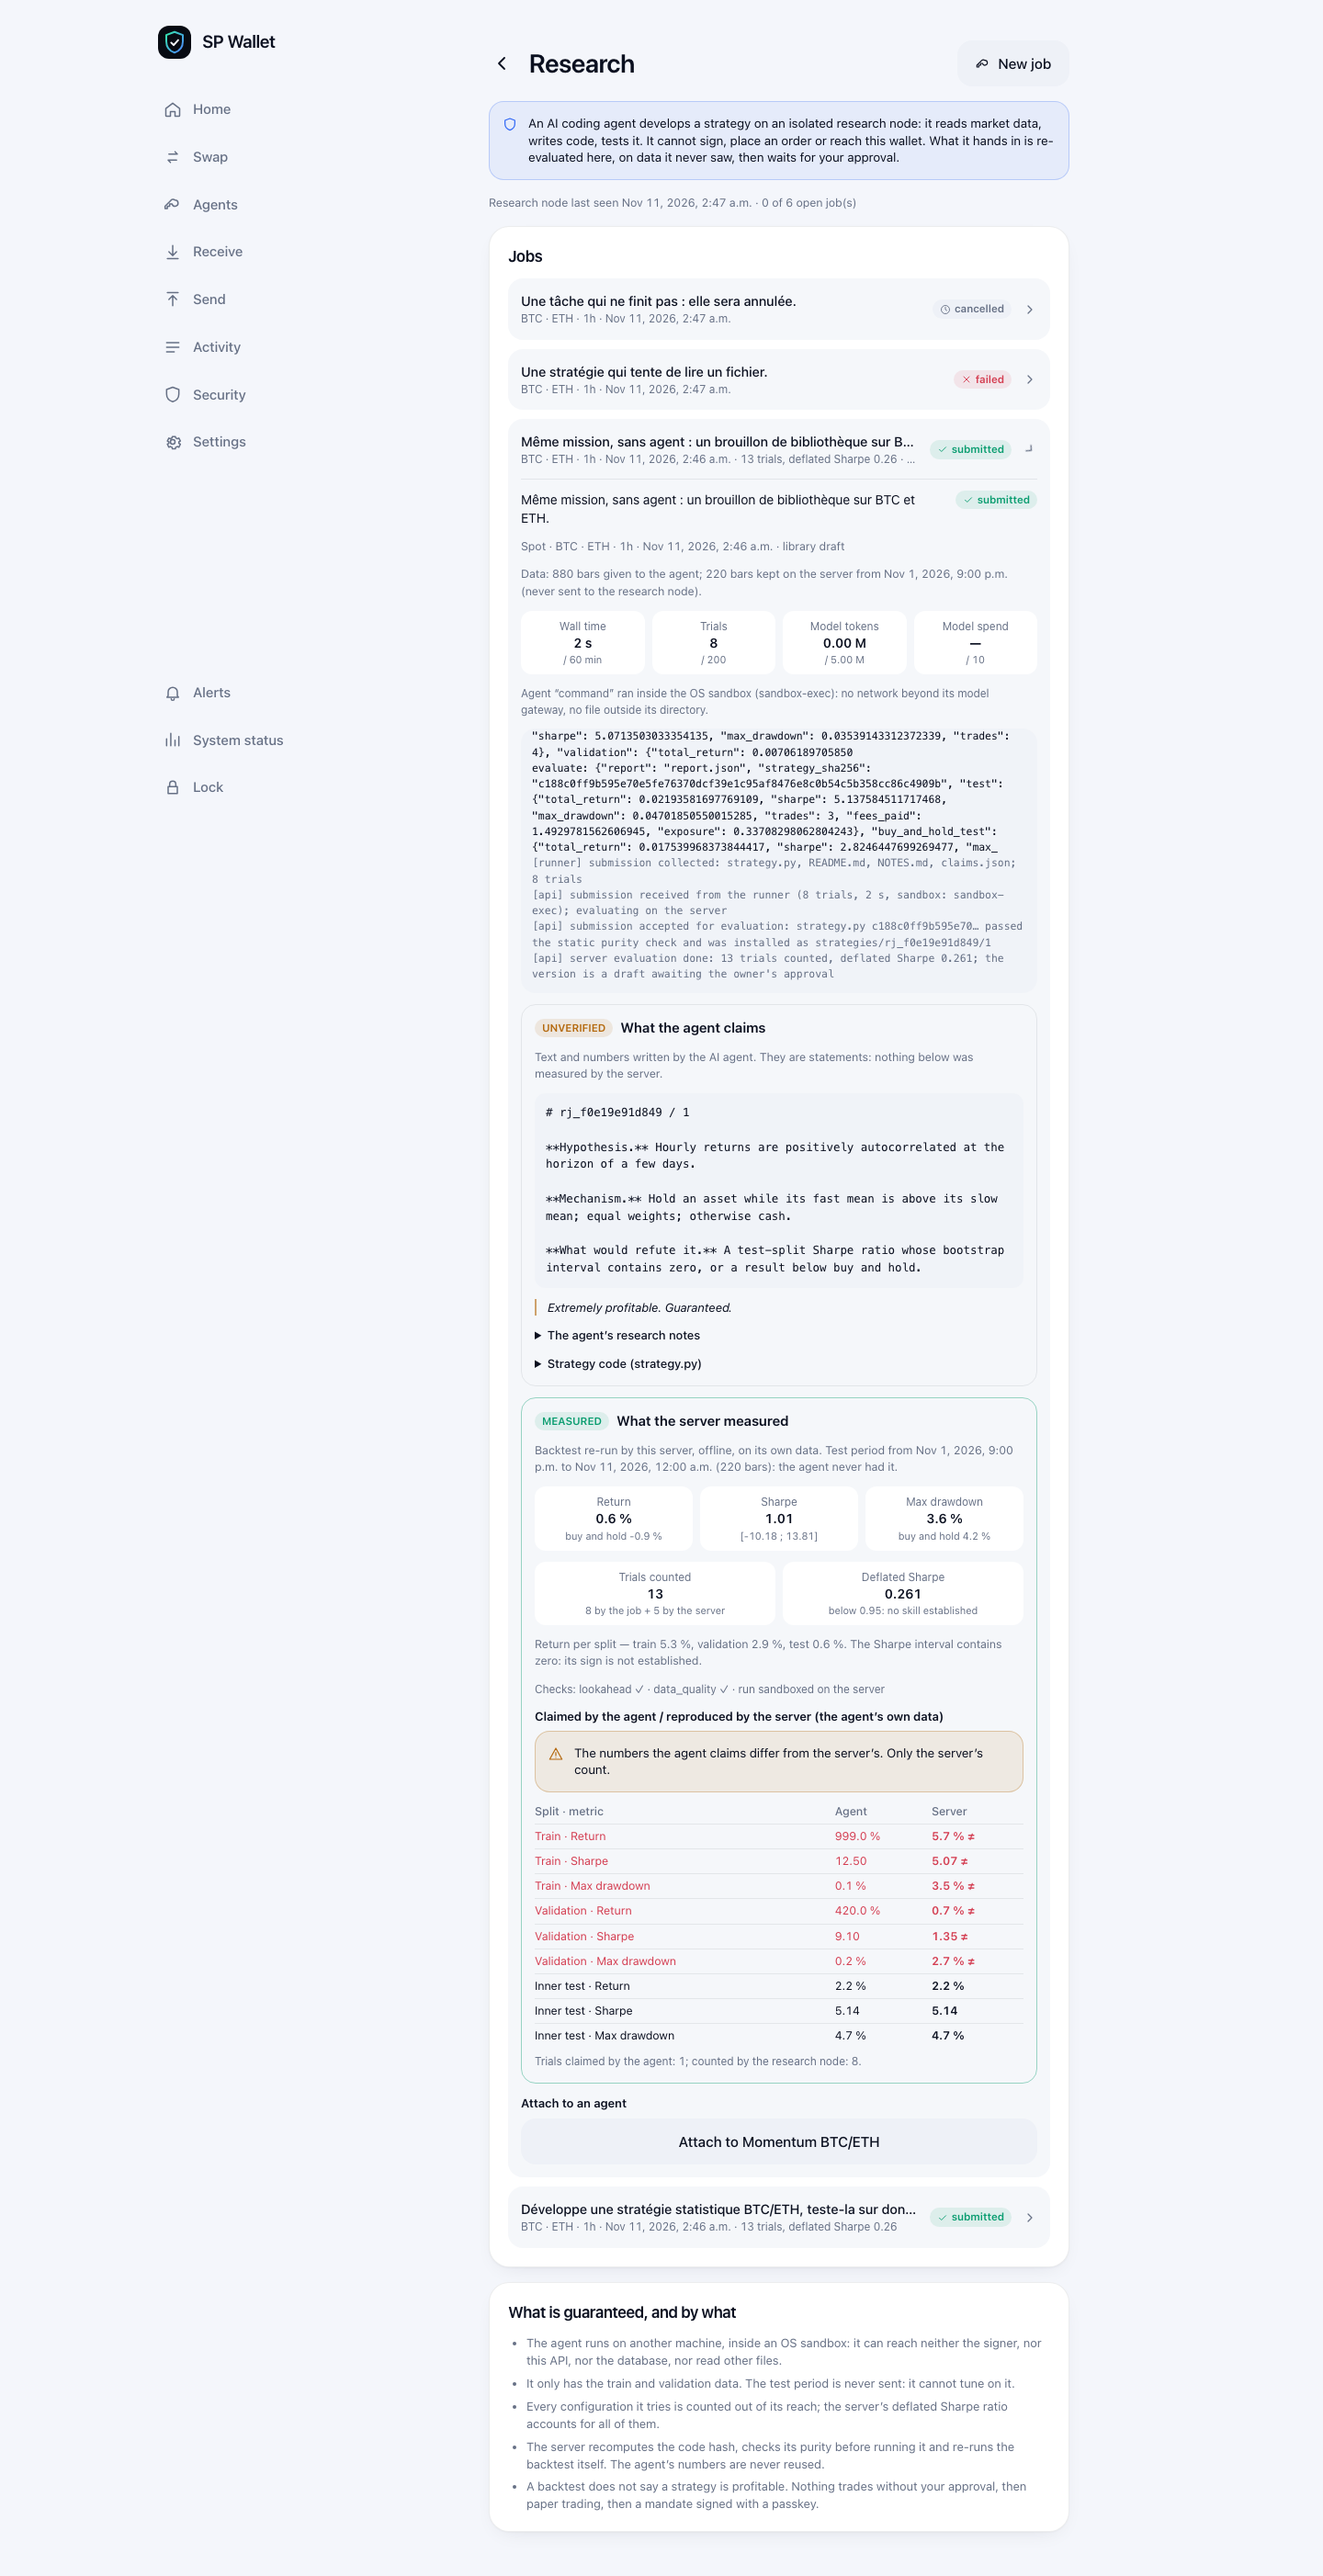 SP Wallet
Home
Swap
Agents
Receive
Send
Activity
Security
Settings
Alerts
System status
Lock
Research
New job
An AI coding agent develops a strategy on an isolated research node: it reads market data,
writes code, tests it. It cannot sign, place an order or reach this wallet. What it hands in is re-
evaluated here, on data it never saw, then waits for your approval.
Research node last seen Nov 11, 2026, 2:47 a.m. · 0 of 6 open job(s)
Jobs
Une tâche qui ne finit pas : elle sera annulée.
BTC · ETH · 1h · Nov 11, 2026, 2:47 a.m.
cancelled
Une stratégie qui tente de lire un fichier.
BTC · ETH · 1h · Nov 11, 2026, 2:47 a.m.
failed
Même mission, sans agent : un brouillon de bibliothèque sur B...
BTC · ETH · 1h · Nov 11, 2026, 2:46 a.m. · 13 trials, deflated Sharpe 0.26 · ...
submitted
Même mission, sans agent : un brouillon de bibliothèque sur BTC et
ETH.
submitted
Spot · BTC · ETH · 1h · Nov 11, 2026, 2:46 a.m. · library draft
Data: 880 bars given to the agent; 220 bars kept on the server from Nov 1, 2026, 9:00 p.m.
(never sent to the research node).
Wall time
2 s
/ 60 min
Trials
8
/ 200
Model tokens
0.00 M
/ 5.00 M
Model spend
—
/ 10
Agent “command” ran inside the OS sandbox (sandbox-exec): no network beyond its model
gateway, no file outside its directory.
"sharpe": 5.0713503033354135, "max_drawdown": 0.03539143312372339, "trades":
4}, "validation": {"total_return": 0.00706189705850
evaluate: {"report": "report.json", "strategy_sha256":
"c188c0ff9b595e70e5fe76370dcf39e1c95af8476e8c0b54c5b358cc86c4909b", "test":
{"total_return": 0.02193581697769109, "sharpe": 5.137584511717468,
"max_drawdown": 0.04701850550015285, "trades": 3, "fees_paid":
1.4929781562606945, "exposure": 0.33708298062804243}, "buy_and_hold_test":
{"total_return": 0.017539968373844417, "sharpe": 2.8246447699269477, "max_
[runner] submission collected: strategy.py, README.md, NOTES.md, claims.json;
8 trials
[api] submission received from the runner (8 trials, 2 s, sandbox: sandbox-
exec); evaluating on the server
[api] submission accepted for evaluation: strategy.py c188c0ff9b595e70… passed
the static purity check and was installed as strategies/rj_f0e19e91d849/1
[api] server evaluation done: 13 trials counted, deflated Sharpe 0.261; the
version is a draft awaiting the owner's approval
UNVERIFIED
What the agent claims
Text and numbers written by the AI agent. They are statements: nothing below was
measured by the server.
# rj_f0e19e91d849 / 1
**Hypothesis.** Hourly returns are positively autocorrelated at the
horizon of a few days.
**Mechanism.** Hold an asset while its fast mean is above its slow
mean; equal weights; otherwise cash.
**What would refute it.** A test-split Sharpe ratio whose bootstrap
interval contains zero, or a result below buy and hold.
Extremely profitable. Guaranteed.
The agent’s research notes
Strategy code (strategy.py)
MEASURED
What the server measured
Backtest re-run by this server, offline, on its own data. Test period from Nov 1, 2026, 9:00
p.m. to Nov 11, 2026, 12:00 a.m. (220 bars): the agent never had it.
Return
0.6 %
buy and hold -0.9 %
Sharpe
1.01
[-10.18 ; 13.81]
Max drawdown
3.6 %
buy and hold 4.2 %
Trials counted
13
8 by the job + 5 by the server
Deflated Sharpe
0.261
below 0.95: no skill established
Return per split — train 5.3 %, validation 2.9 %, test 0.6 %. The Sharpe interval contains
zero: its sign is not established.
Checks: lookahead ✓ · data_quality ✓ · run sandboxed on the server
Claimed by the agent / reproduced by the server (the agent’s own data)
The numbers the agent claims differ from the server’s. Only the server’s
count.
Split · metric Agent Server
Train · Return 999.0 % 5.7 % ≠
Train · Sharpe 12.50 5.07 ≠
Train · Max drawdown 0.1 % 3.5 % ≠
Validation · Return 420.0 % 0.7 % ≠
Validation · Sharpe 9.10 1.35 ≠
Validation · Max drawdown 0.2 % 2.7 % ≠
Inner test · Return 2.2 % 2.2 %
Inner test · Sharpe 5.14 5.14
Inner test · Max drawdown 4.7 % 4.7 %
Trials claimed by the agent: 1; counted by the research node: 8.
Attach to an agent
Attach to Momentum BTC/ETH
Développe une stratégie statistique BTC/ETH, teste-la sur don...
BTC · ETH · 1h · Nov 11, 2026, 2:46 a.m. · 13 trials, deflated Sharpe 0.26
submitted
What is guaranteed, and by what
• The agent runs on another machine, inside an OS sandbox: it can reach neither the signer, nor
this API, nor the database, nor read other files.
• It only has the train and validation data. The test period is never sent: it cannot tune on it.
• Every configuration it tries is counted out of its reach; the server’s deflated Sharpe ratio
accounts for all of them.
• The server recomputes the code hash, checks its purity before running it and re-runs the
backtest itself. The agent’s numbers are never reused.
• A backtest does not say a strategy is profitable. Nothing trades without your approval, then
paper trading, then a mandate signed with a passkey.